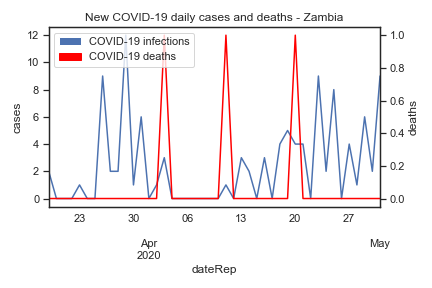 New COVID-19 daily cases and deaths - Zambia
COVID-19 infections
COVID-19 deaths
12
10
8
6
4
2
0
cases
1.0
0.8
0.6
0.4
0.2
0.0
deaths
23
30
06
13
20
27
Apr
2020
May
dateRep